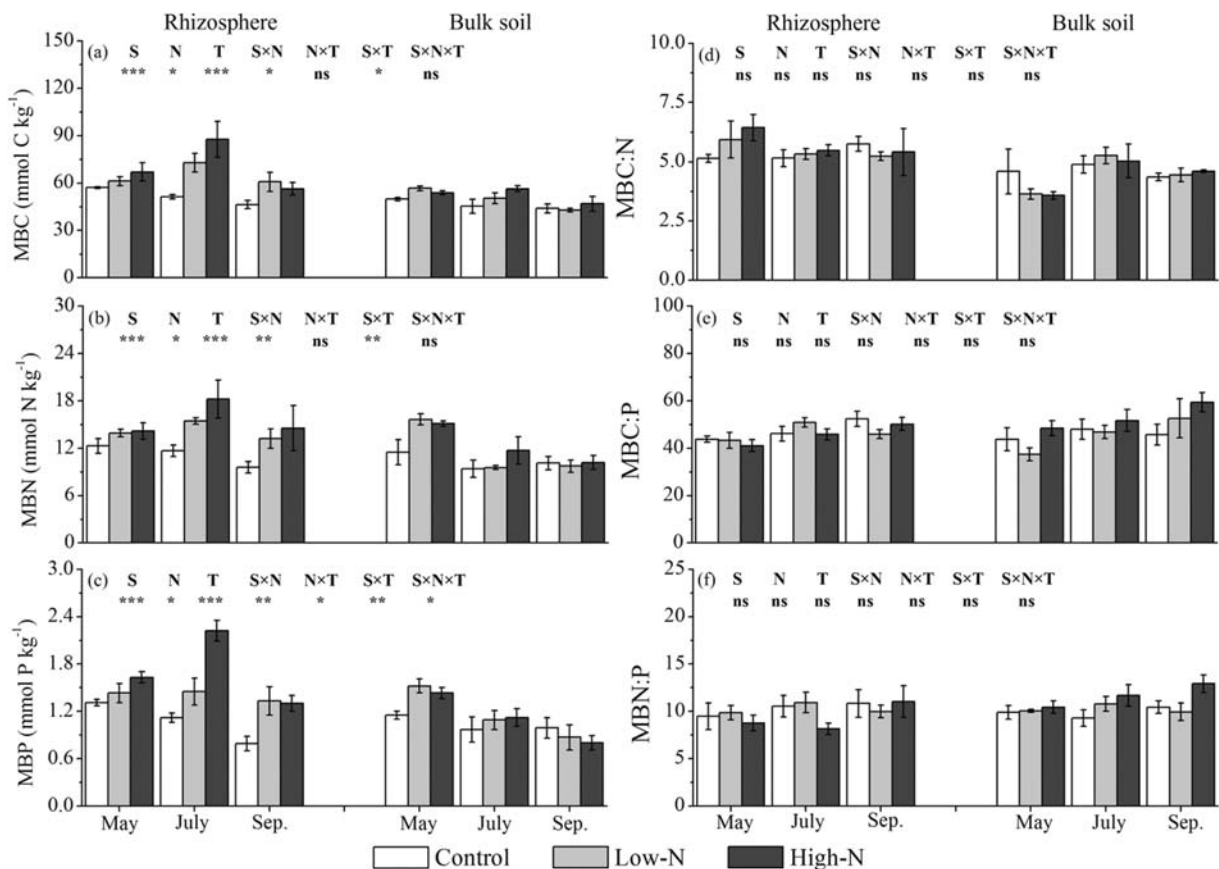 Rhizosphere Bulk soil
Rhizosphere Bulk soil
(a) S N T S×N N×T S×T S×N×T
*** * *** * ns * ns
150
120
90
60
30
0
MBC (mmol C kg⁻¹)
(d) S N T S×N N×T S×T S×N×T
ns ns ns ns ns ns ns
10.0
7.5
5.0
2.5
0.0
MBC:N
(b) S N T S×N N×T S×T S×N×T
*** * *** ** ns ** ns
30
24
18
12
6
0
MBN (mmol N kg⁻¹)
(e) S N T S×N N×T S×T S×N×T
ns ns ns ns ns ns ns
100
80
60
40
20
0
MBC:P
(c) S N T S×N N×T S×T S×N×T
*** * *** ** * ** *
3.0
2.4
1.8
1.2
0.6
0.0
MBP (mmol P kg⁻¹)
May July Sep. May July Sep.
(f) S N T S×N N×T S×T S×N×T
ns ns ns ns ns ns ns
25
20
15
10
5
0
MBN:P
May July Sep. May July Sep.
Control Low-N High-N